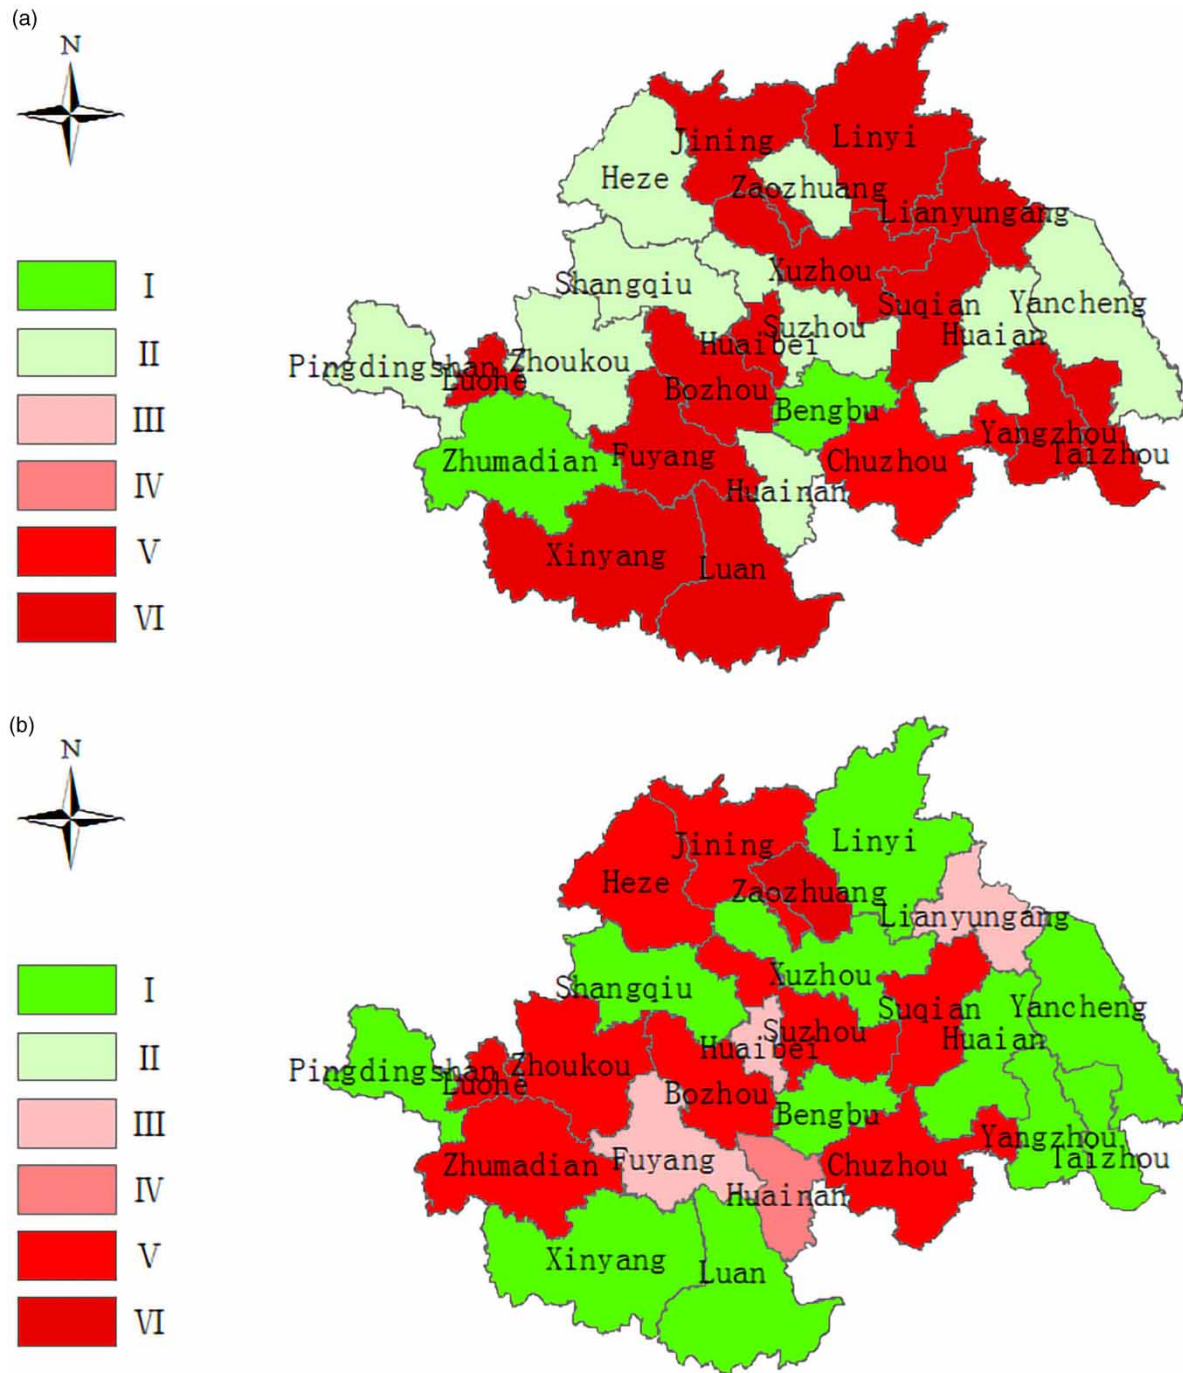 (a)
N
Jining
Linyi
Heze
Zaozhuang
Lianyungang
I
Xuzhou
Shangqiu
Suqian
Yancheng
II
Suzhou
Huaian
Huaibei
Pingdingshan
Zhoukou
Luohe
Bozhou
III
Bengbu
Yangzhou
Taizhou
Zhumadian
Fuyang
Chuzhou
IV
Huainan
V
Xinyang
Luan
VI
(b)
N
Linyi
Jining
Heze
Zaozhuang
Lianyungang
I
Xuzhou
Shangqiu
Suqian
Yancheng
II
Suzhou
Huaian
Huaibei
Pingdingshan
Zhoukou
Luohe
Bozhou
III
Bengbu
Yangzhou
Taizhou
Zhumadian
Fuyang
Chuzhou
IV
Huainan
V
Xinyang
Luan
VI